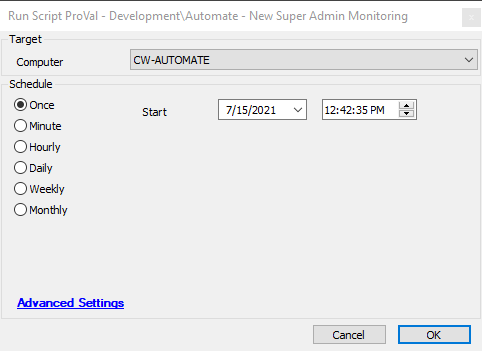 Run Script ProVal - Development\Automate - New Super Admin Monitoring
Target
Computer CW-AUTOMATE
Schedule
Once Start 7/15/2021 12:42:35 PM
Minute
Hourly
Daily
Weekly
Monthly
Advanced Settings
Cancel OK